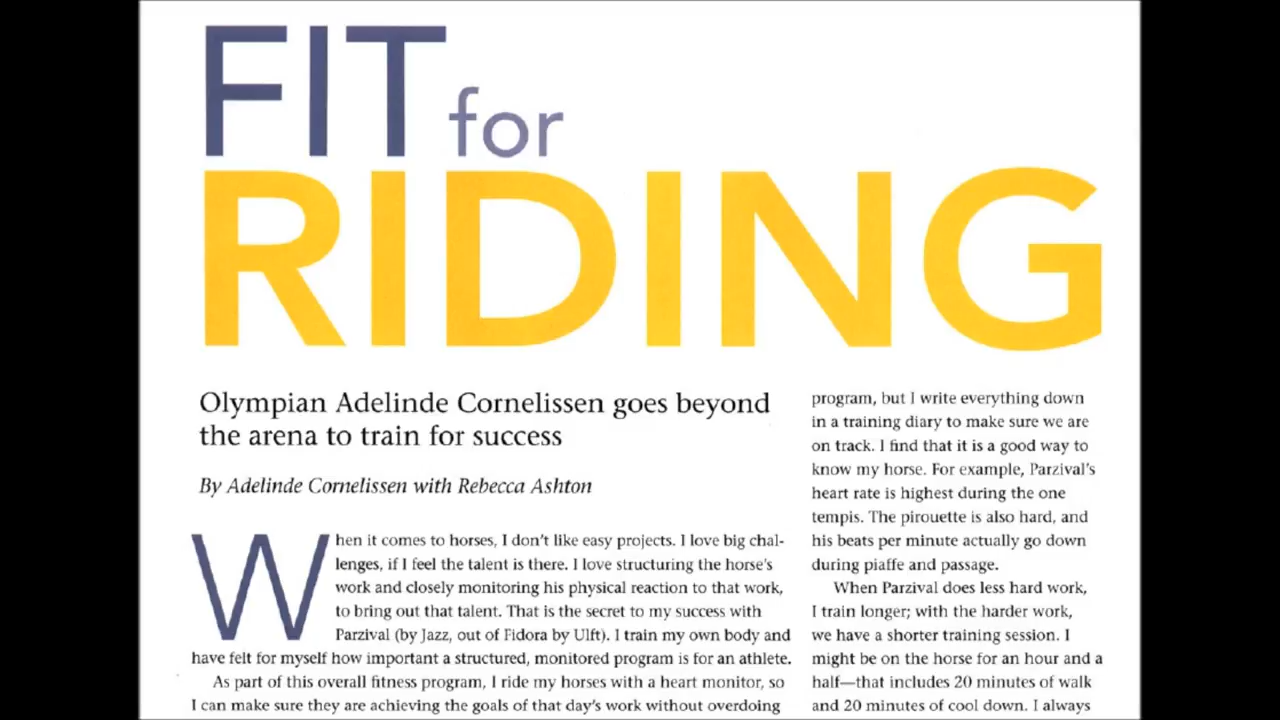 FIT for
RIDING
Olympian Adelinde Cornelissen goes beyond
the arena to train for success
By Adelinde Cornelissen with Rebecca Ashton
When it comes to horses, I don't like easy projects. I love big chal-
lenges, if I feel the talent is there. I love structuring the horse's
work and closely monitoring his physical reaction to that work,
to bring out that talent. That is the secret to my success with
Parzival (by Jazz, out of Fidora by Ulft). I train my own body and
have felt for myself how important a structured, monitored program is for an athlete.
As part of this overall fitness program, I ride my horses with a heart monitor, so
I can make sure they are achieving the goals of that day's work without overdoing
program, but I write everything down
in a training diary to make sure we are
on track. I find that it is a good way to
know my horse. For example, Parzival's
heart rate is highest during the one
tempis. The pirouette is also hard, and
his beats per minute actually go down
during piaffe and passage.
When Parzival does less hard work,
I train longer; with the harder work,
we have a shorter training session. I
might be on the horse for an hour and a
half—that includes 20 minutes of walk
and 20 minutes of cool down. I always